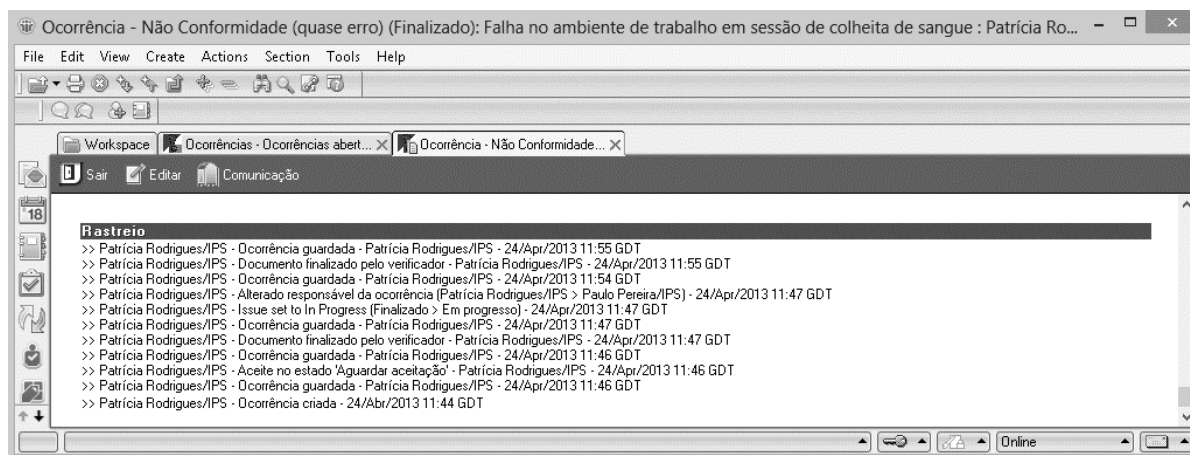 Ocorrência - Não Conformidade (quase erro) (Finalizado): Falha no ambiente de trabalho em sessão de colheita de sangue : Patrícia Ro...
File Edit View Create Actions Section Tools Help
Workspace Ocorrências - Ocorrências abert... Ocorrência - Não Conformidade...
Sair Editar Comunicação
18
Rastreio
>> Patrícia Rodrigues/IPS - Ocorrência guardada - Patrícia Rodrigues/IPS - 24/Apr/2013 11:55 GDT
>> Patrícia Rodrigues/IPS - Documento finalizado pelo verificador - Patrícia Rodrigues/IPS - 24/Apr/2013 11:55 GDT
>> Patrícia Rodrigues/IPS - Ocorrência guardada - Patrícia Rodrigues/IPS - 24/Apr/2013 11:54 GDT
>> Patrícia Rodrigues/IPS - Alterado responsável da ocorrência (Patrícia Rodrigues/IPS > Paulo Pereira/IPS) - 24/Apr/2013 11:47 GDT
>> Patrícia Rodrigues/IPS - Issue set to In Progress (Finalizado > Em progresso) - 24/Apr/2013 11:47 GDT
>> Patrícia Rodrigues/IPS - Ocorrência guardada - Patrícia Rodrigues/IPS - 24/Apr/2013 11:47 GDT
>> Patrícia Rodrigues/IPS - Documento finalizado pelo verificador - Patrícia Rodrigues/IPS - 24/Apr/2013 11:47 GDT
>> Patrícia Rodrigues/IPS - Ocorrência guardada - Patrícia Rodrigues/IPS - 24/Apr/2013 11:46 GDT
>> Patrícia Rodrigues/IPS - Aceite no estado 'Aguardar aceitação' - Patrícia Rodrigues/IPS - 24/Apr/2013 11:46 GDT
>> Patrícia Rodrigues/IPS - Ocorrência guardada - Patrícia Rodrigues/IPS - 24/Apr/2013 11:46 GDT
>> Patrícia Rodrigues/IPS - Ocorrência criada - 24/Abr/2013 11:44 GDT
Online